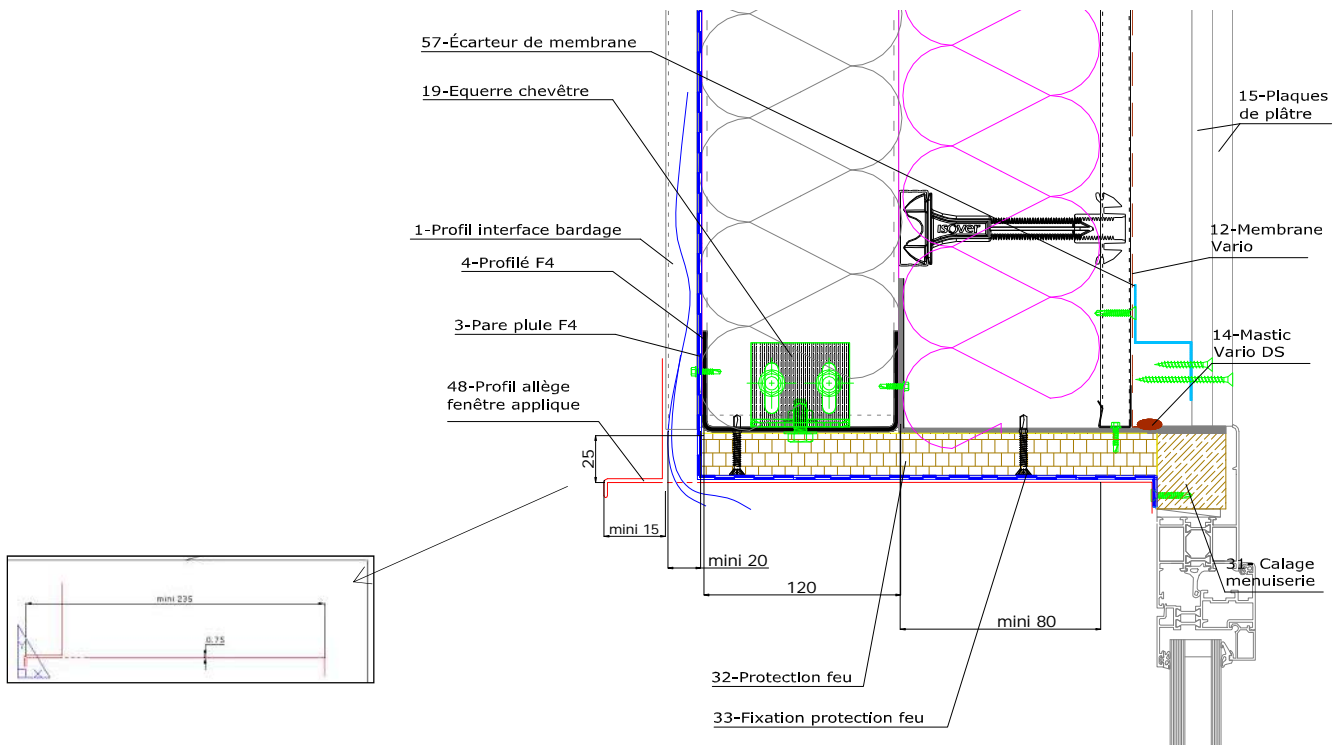 57-Écarteur de membrane
19-Equerre chevêtre
15-Plaques
de plâtre
isover
1-Profil interface bardage
12-Membrane
Vario
4-Profilé F4
3-Pare plule F4
14-Mastic
Vario DS
48-Profil allège
fenêtre applique
25
mini 15
mini 20
120
mini 80
31- Calage
menuiserie
mini 235
0.75
Y
X
32-Protection feu
33-Fixation protection feu